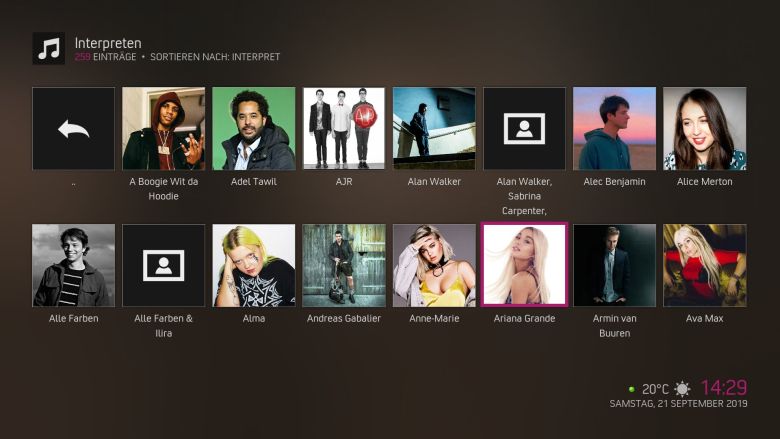 Interpreten
259 EINTRÄGE • SORTIEREN NACH: INTERPRET
..
A Boogie Wit da
Hoodie
Adel Tawil
AJR
AJR
Alan Walker
Alan Walker,
Sabrina
Carpenter,
Alec Benjamin
Alice Merton
Alle Farben
Alle Farben &
Ilira
Alma
Andreas Gabalier
Anne-Marie
Ariana Grande
Armin van
Buuren
Ava Max
20°C
14:29
SAMSTAG, 21 SEPTEMBER 2019